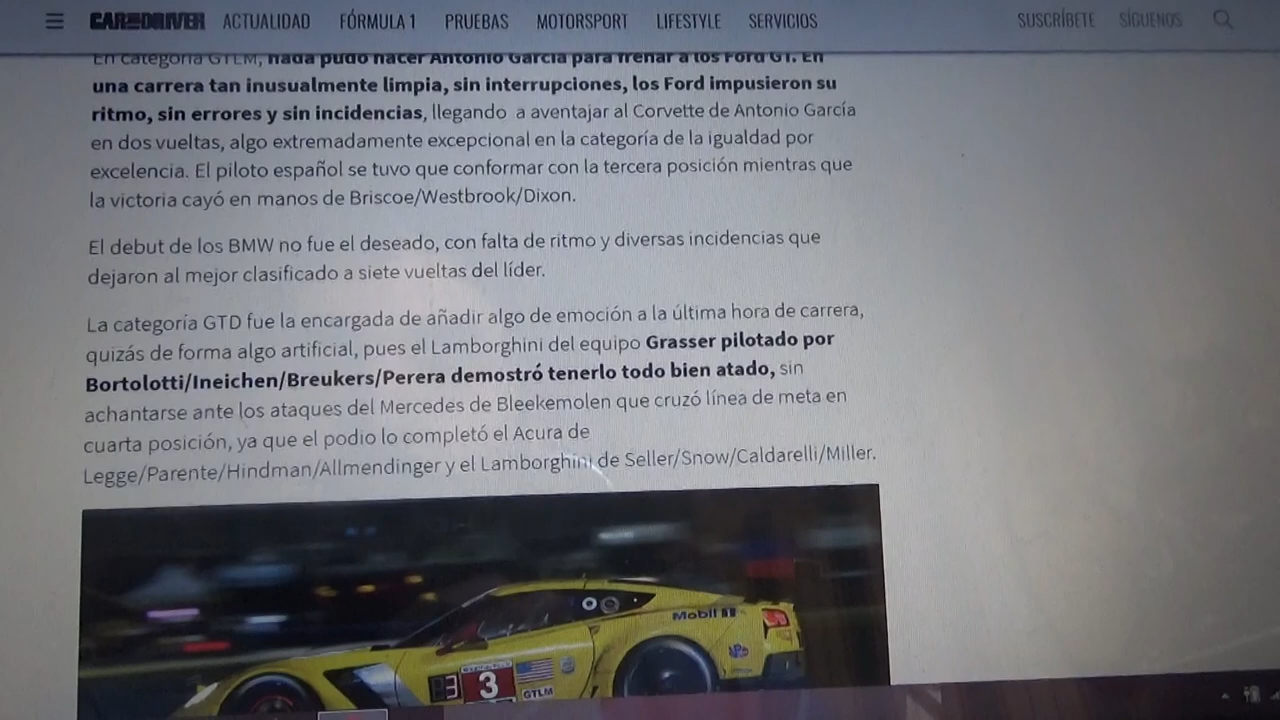 CAR AND DRIVER ACTUALIDAD FÓRMULA 1 PRUEBAS MOTORSPORT LIFESTYLE SERVICIOS SUSCRÍBETE SÍGUENOS
En categoría GTLM, nada pudo hacer Antonio García para frenar a los Ford GT. En
una carrera tan inusualmente limpia, sin interrupciones, los Ford impusieron su
ritmo, sin errores y sin incidencias, llegando a aventajar al Corvette de Antonio García
en dos vueltas, algo extremadamente excepcional en la categoría de la igualdad por
excelencia. El piloto español se tuvo que conformar con la tercera posición mientras que
la victoria cayó en manos de Briscoe/Westbrook/Dixon.
El debut de los BMW no fue el deseado, con falta de ritmo y diversas incidencias que
dejaron al mejor clasificado a siete vueltas del líder.
La categoría GTD fue la encargada de añadir algo de emoción a la última hora de carrera,
quizás de forma algo artificial, pues el Lamborghini del equipo Grasser pilotado por
Bortolotti/Ineichen/Breukers/Perera demostró tenerlo todo bien atado, sin
achantarse ante los ataques del Mercedes de Bleekemolen que cruzó línea de meta en
cuarta posición, ya que el podio lo completó el Acura de
Legge/Parente/Hindman/Allmendinger y el Lamborghini de Seller/Snow/Caldarelli/Miller.
Mobil 1
3
GTLM